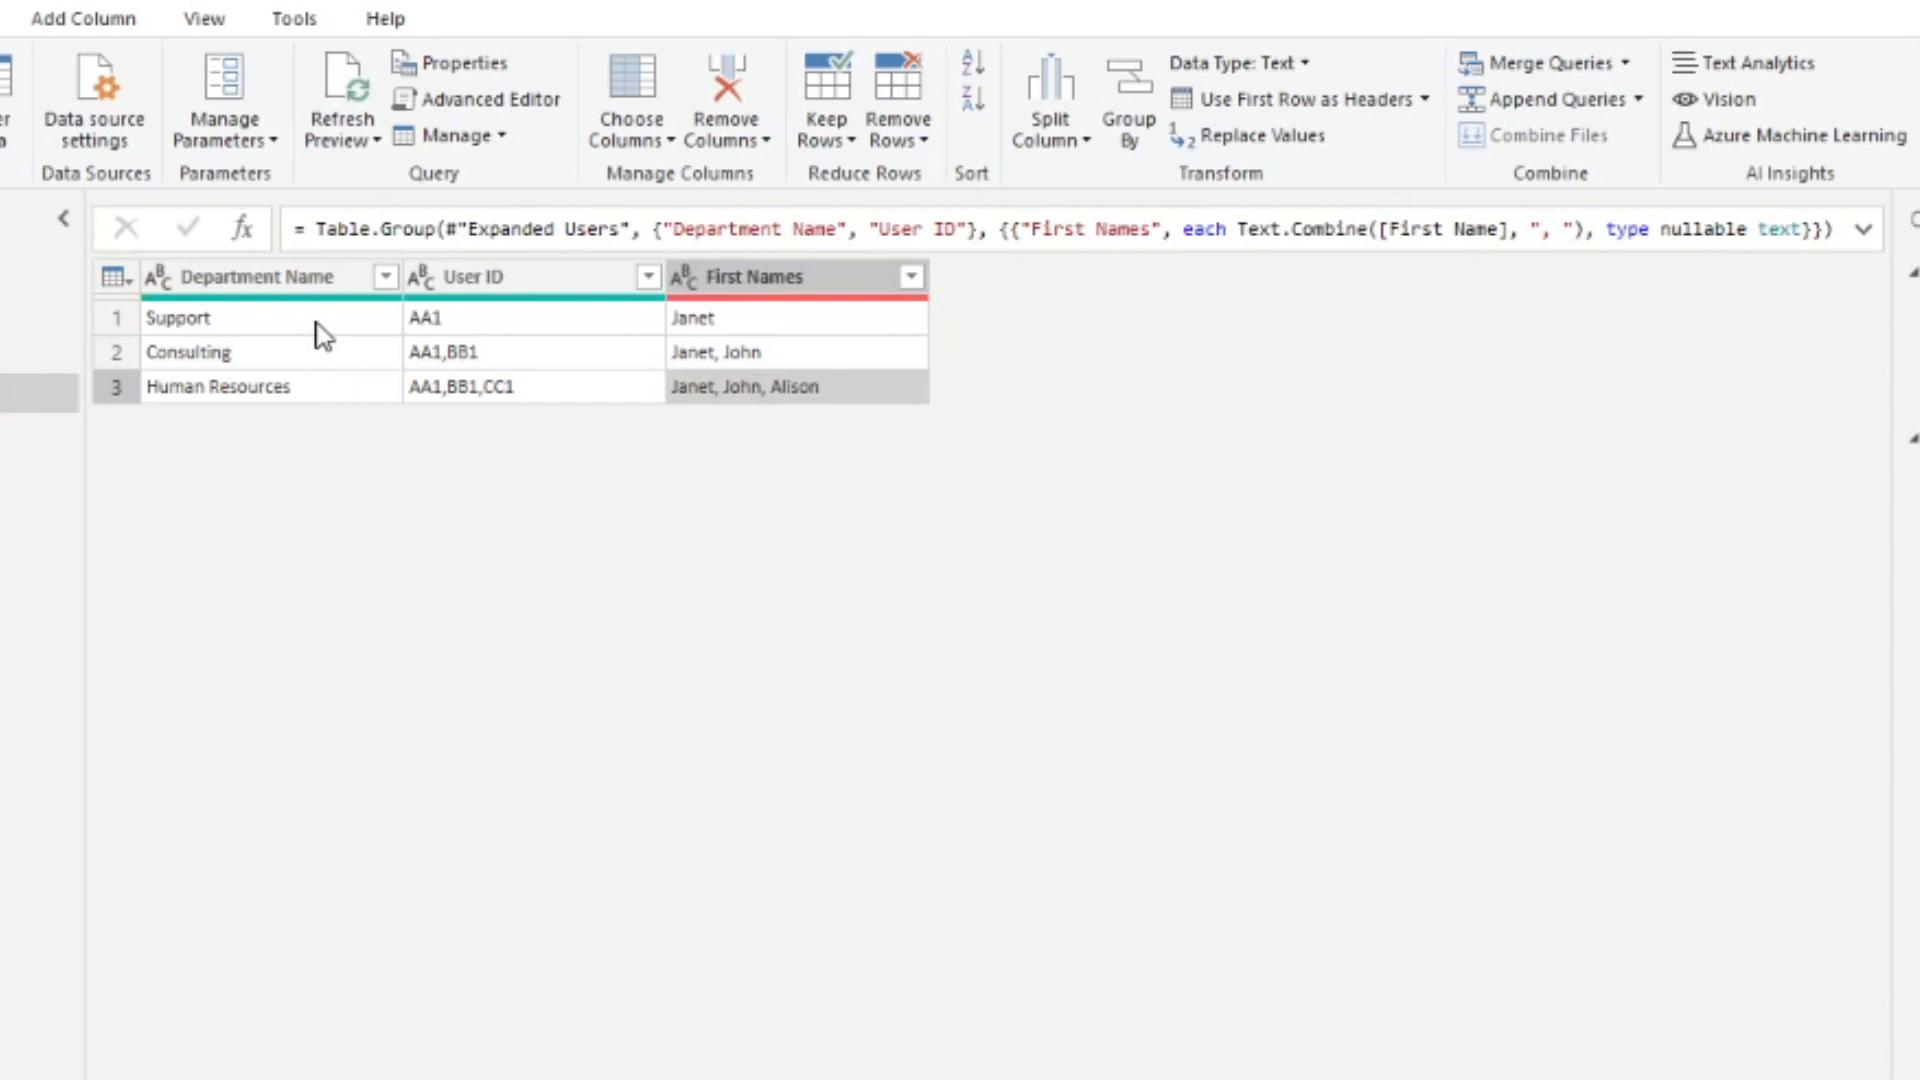 Add Column View Tools Help
Data source settings
Data Sources
Manage Parameters
Parameters
Refresh Preview
Properties
Advanced Editor
Manage
Query
Choose Columns
Remove Columns
Manage Columns
Keep Rows
Remove Rows
Reduce Rows
Sort
Split Column
Group By
Data Type: Text
Use First Row as Headers
Replace Values
Transform
Merge Queries
Append Queries
Combine Files
Combine
Text Analytics
Vision
Azure Machine Learning
AI Insights
fx = Table.Group(#"Expanded Users", {"Department Name", "User ID"}, {{"First Names", each Text.Combine([First Name], ", "), type nullable text}})
ABC Department Name ABC User ID ABC First Names
1 Support AA1 Janet
2 Consulting AA1,BB1 Janet, John
3 Human Resources AA1,BB1,CC1 Janet, John, Alison